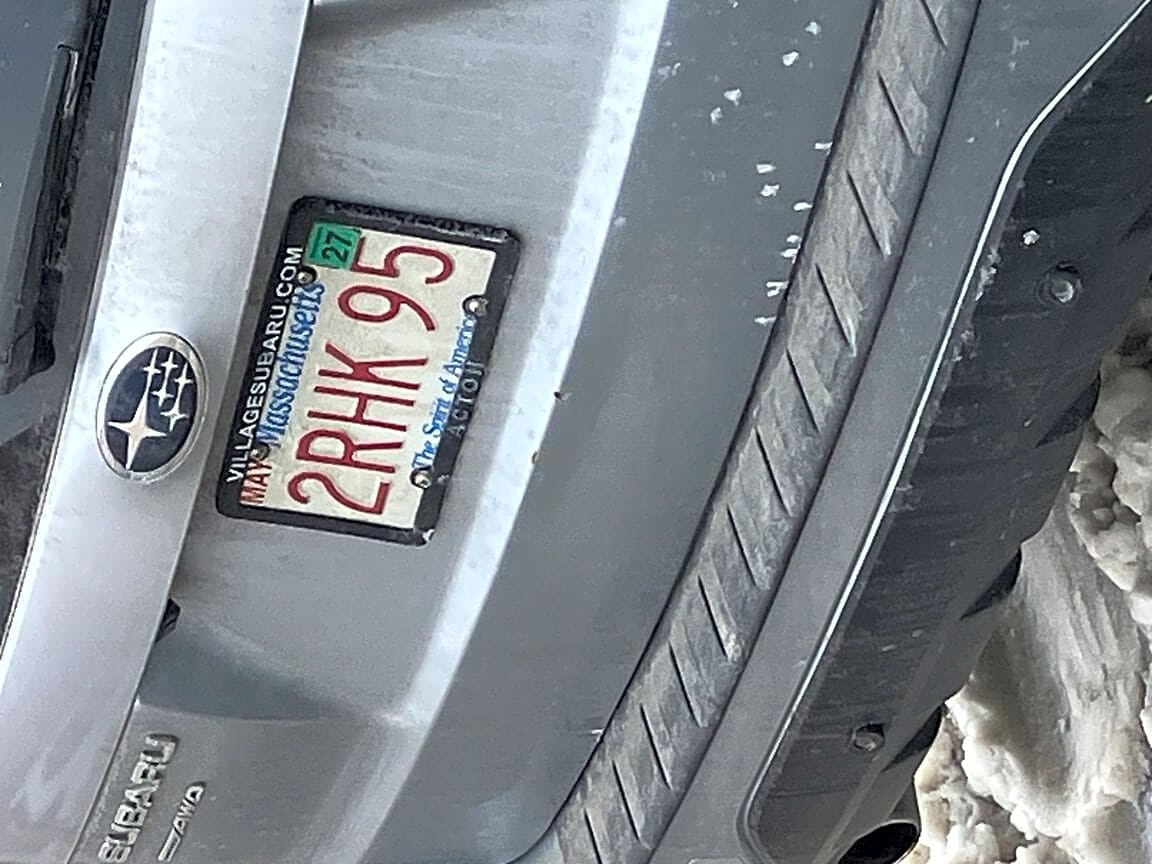 VILLAGESUBARU.COM
MAY Massachusetts 27
2RHK 95
The Spirit of America
ACTON
SUBARU
AWD